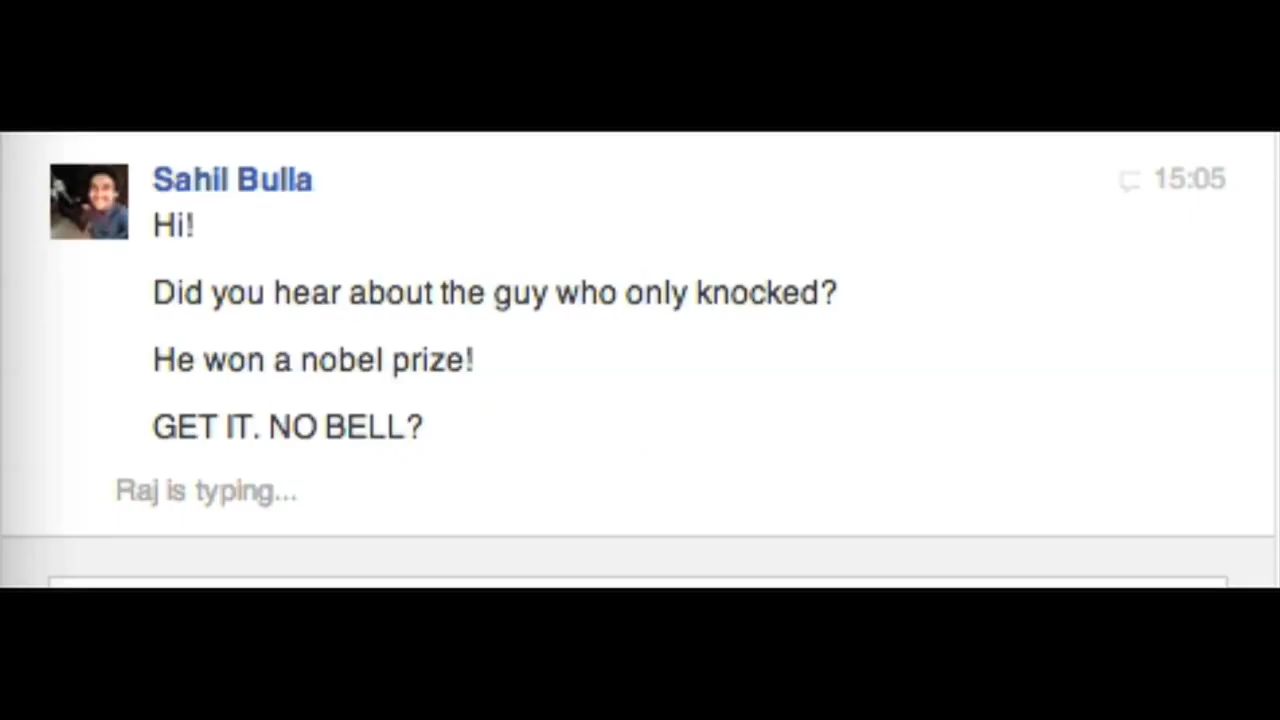 Sahil Bulla 15:05
Hi!
Did you hear about the guy who only knocked?
He won a nobel prize!
GET IT. NO BELL?
Raj is typing...